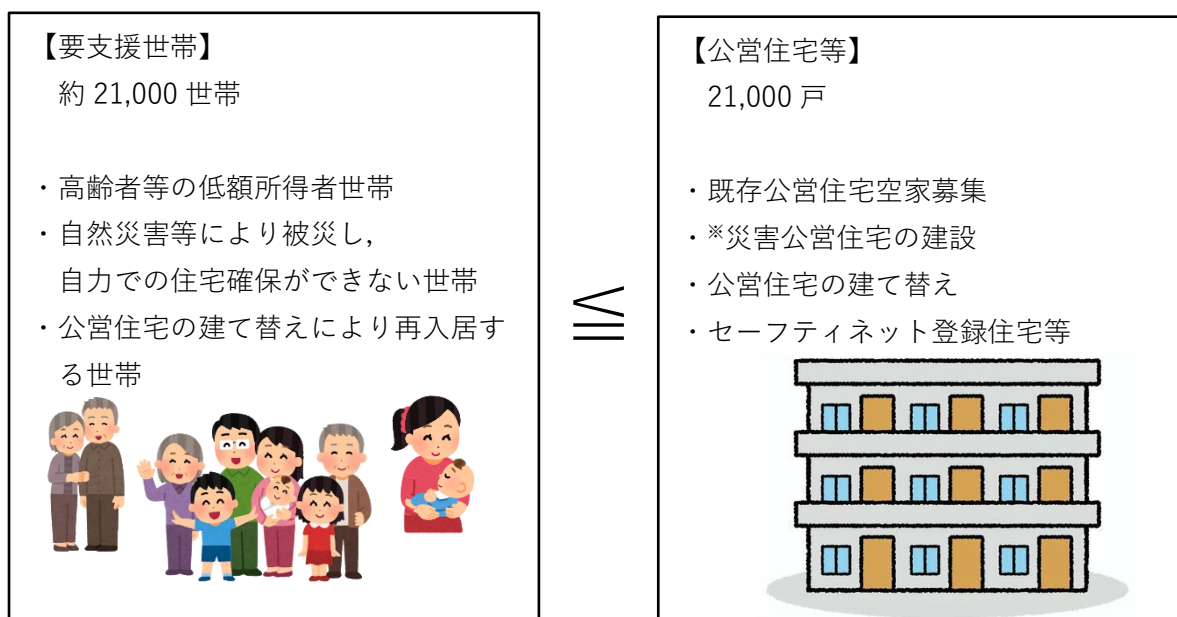 【要支援世帯】
約 21,000 世帯
・高齢者等の低額所得者世帯
・自然災害等により被災し，
自力での住宅確保ができない世帯
・公営住宅の建て替えにより再入居す
る世帯
≦
【公営住宅等】
21,000 戸
・既存公営住宅空家募集
・※災害公営住宅の建設
・公営住宅の建て替え
・セーフティネット登録住宅等